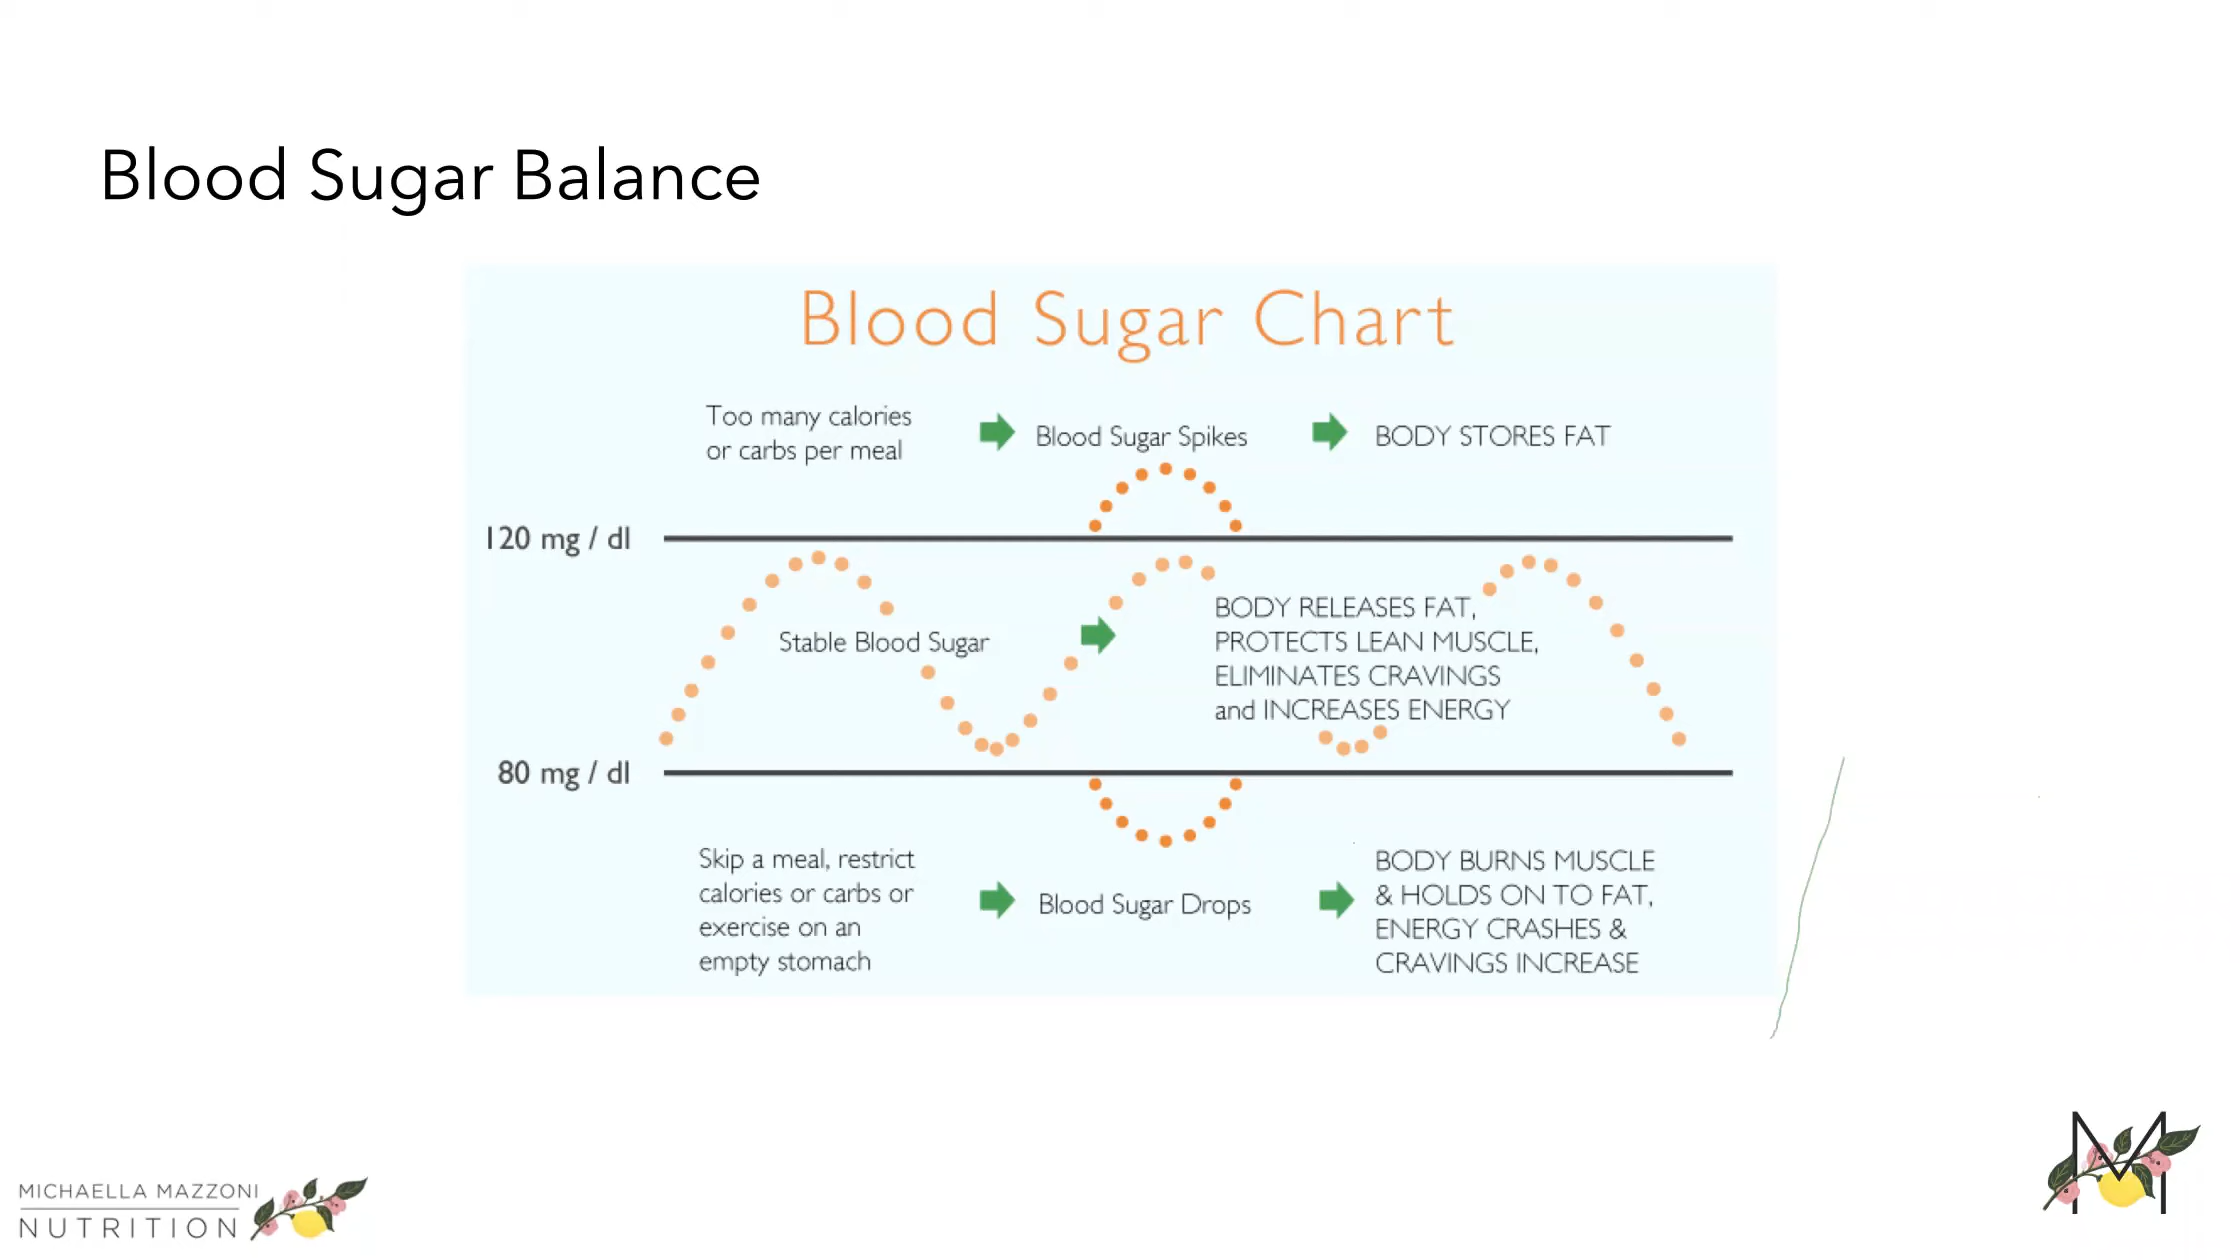 Blood Sugar Balance
Blood Sugar Chart
Too many calories
or carbs per meal
Blood Sugar Spikes
BODY STORES FAT
120 mg / dl
Stable Blood Sugar
BODY RELEASES FAT,
PROTECTS LEAN MUSCLE,
ELIMINATES CRAVINGS
and INCREASES ENERGY
80 mg / dl
Skip a meal, restrict
calories or carbs or
exercise on an
empty stomach
Blood Sugar Drops
BODY BURNS MUSCLE
& HOLDS ON TO FAT,
ENERGY CRASHES &
CRAVINGS INCREASE
MICHAELLA MAZZONI
NUTRITION
M